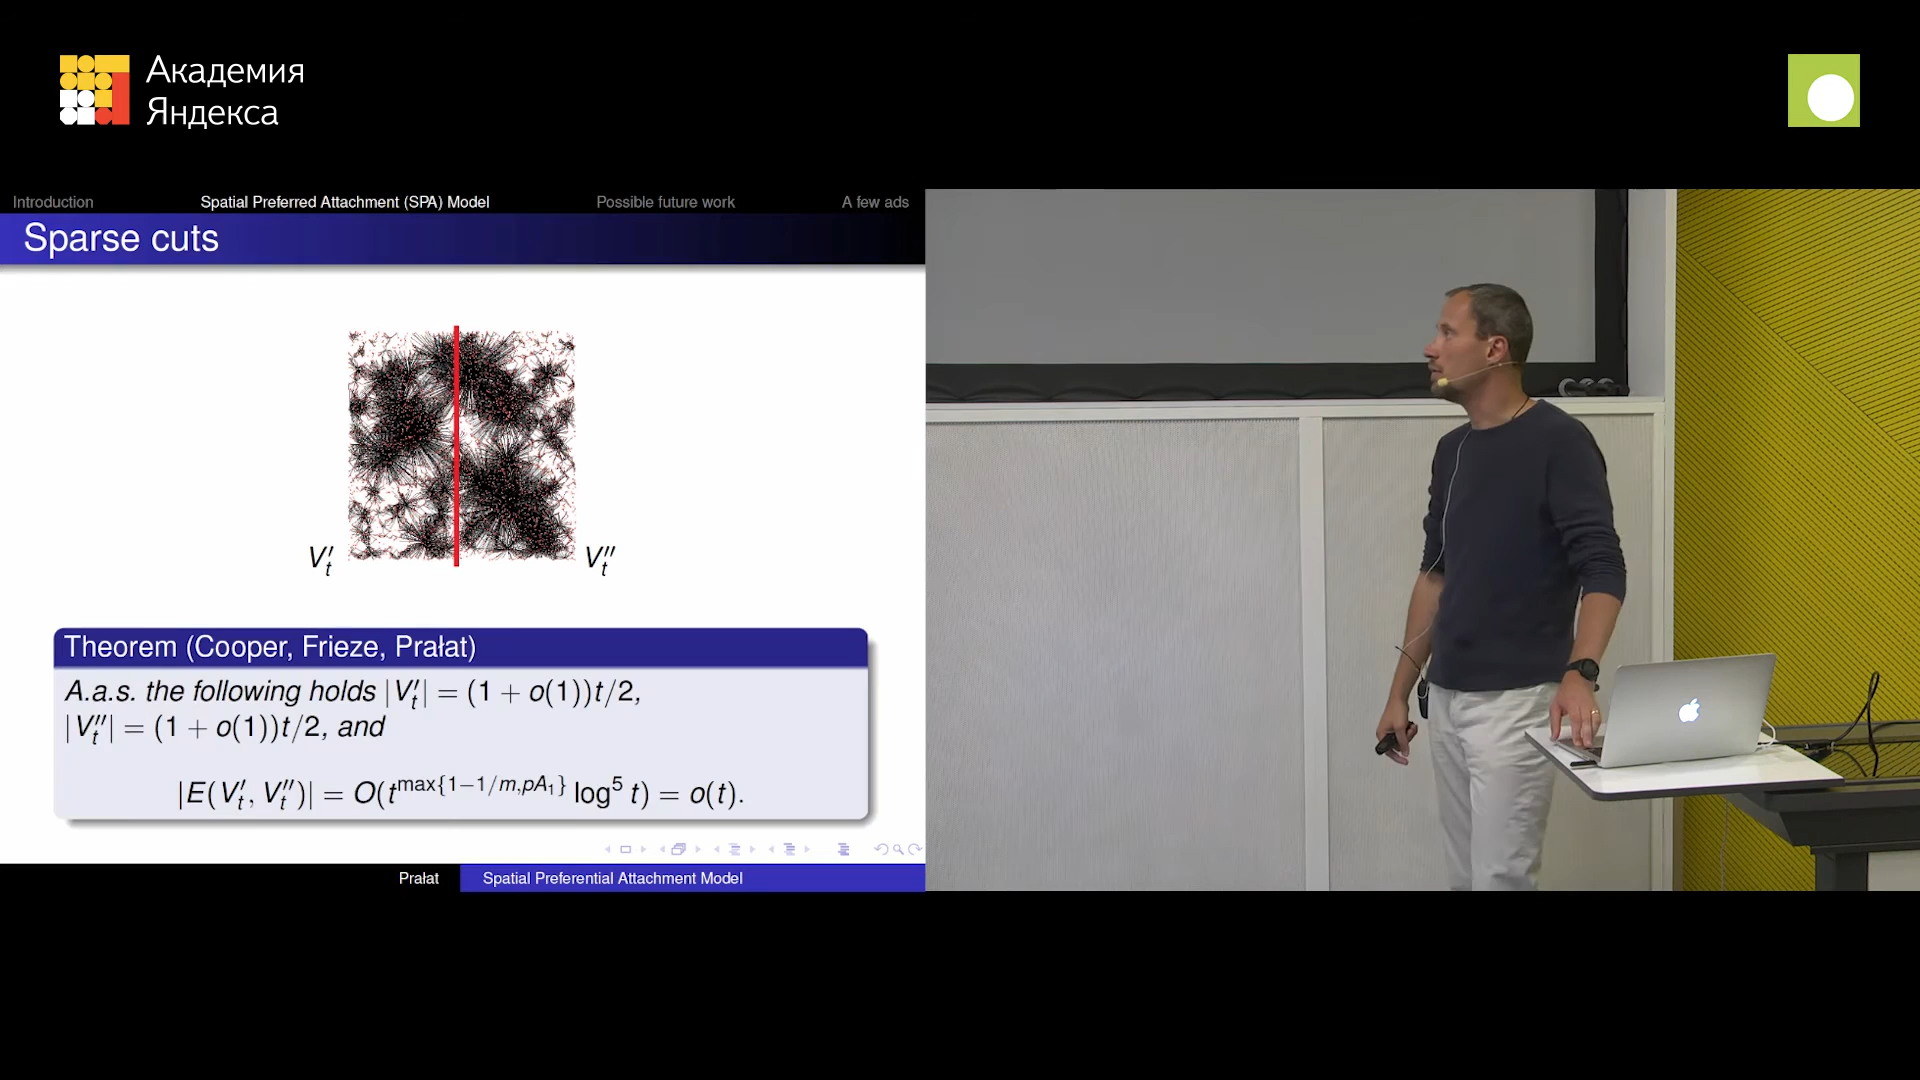 Академия
Яндекса
Introduction Spatial Preferred Attachment (SPA) Model Possible future work A few ads
Sparse cuts
V′ₜ V″ₜ
Theorem (Cooper, Frieze, Prałat)
A.a.s. the following holds |V′ₜ| = (1 + o(1))t/2,
|V″ₜ| = (1 + o(1))t/2, and
|E(V′ₜ, V″ₜ)| = O(t^{max{1−1/m,pA₁}} log⁵ t) = o(t).
Prałat Spatial Preferential Attachment Model